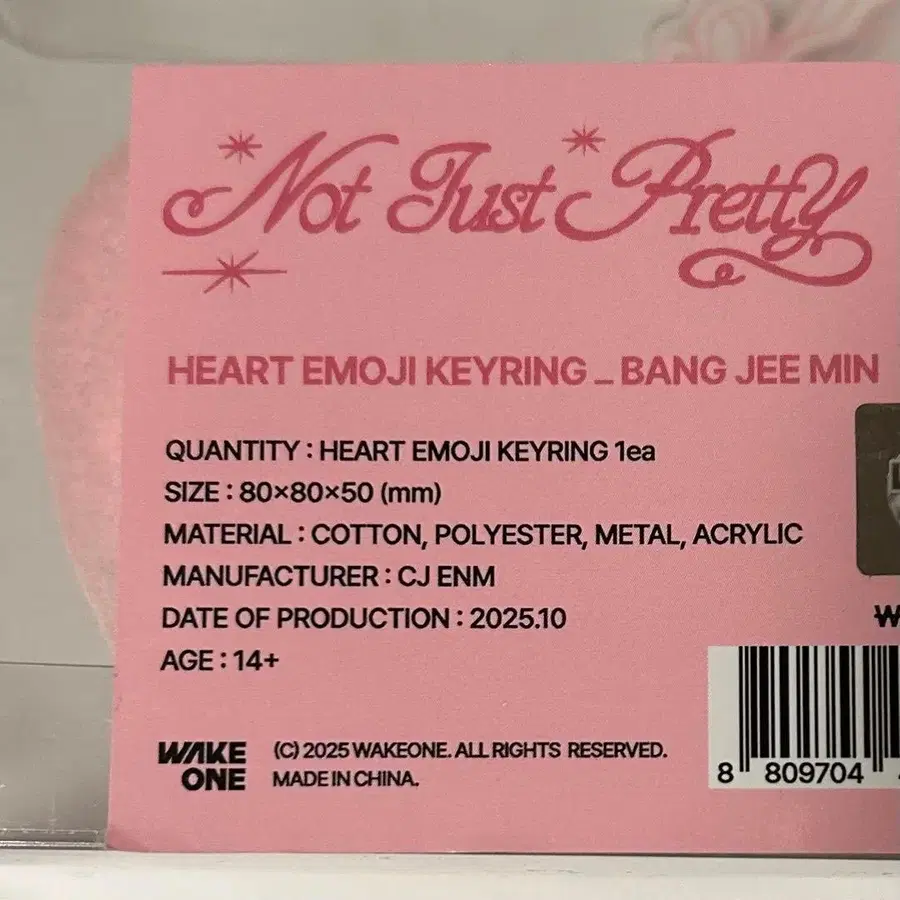 Not Just Pretty
HEART EMOJI KEYRING _ BANG JEE MIN
QUANTITY : HEART EMOJI KEYRING 1ea
SIZE : 80×80×50 (mm)
MATERIAL : COTTON, POLYESTER, METAL, ACRYLIC
MANUFACTURER : CJ ENM
DATE OF PRODUCTION : 2025.10
AGE : 14+
WAKE
ONE
(C) 2025 WAKEONE. ALL RIGHTS RESERVED.
MADE IN CHINA.
8 809704